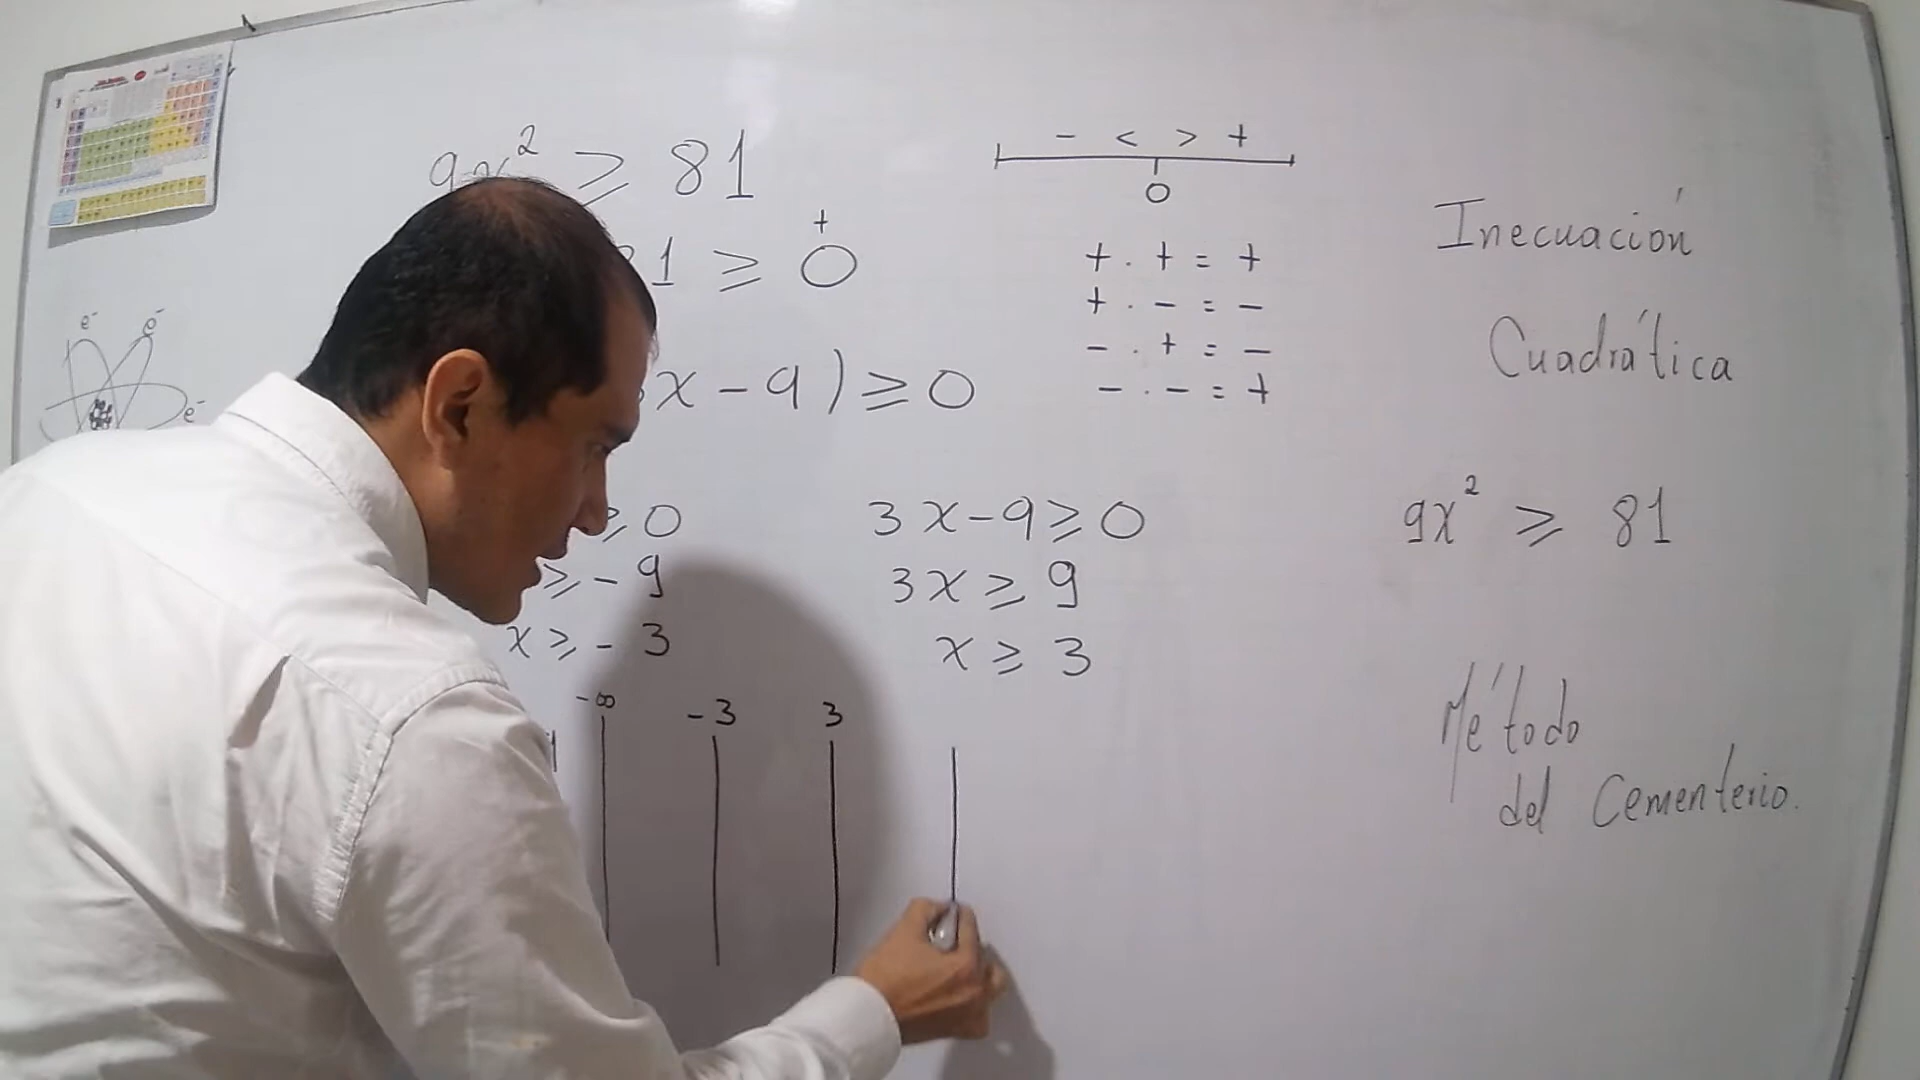 9x² ⩾ 81
1 ⩾ 0
+
x - 9) ⩾ 0
⩾ 0
⩾ - 9
x ⩾ - 3
3x - 9 ⩾ 0
3x ⩾ 9
x ⩾ 3
-∞ -3 3
- < > +
0
+ . + = +
+ . - = -
- . + = -
- . - = +
Inecuación
Cuadrática
9x² ⩾ 81
Método
del Cementerio.
e⁻ e⁻
e⁻